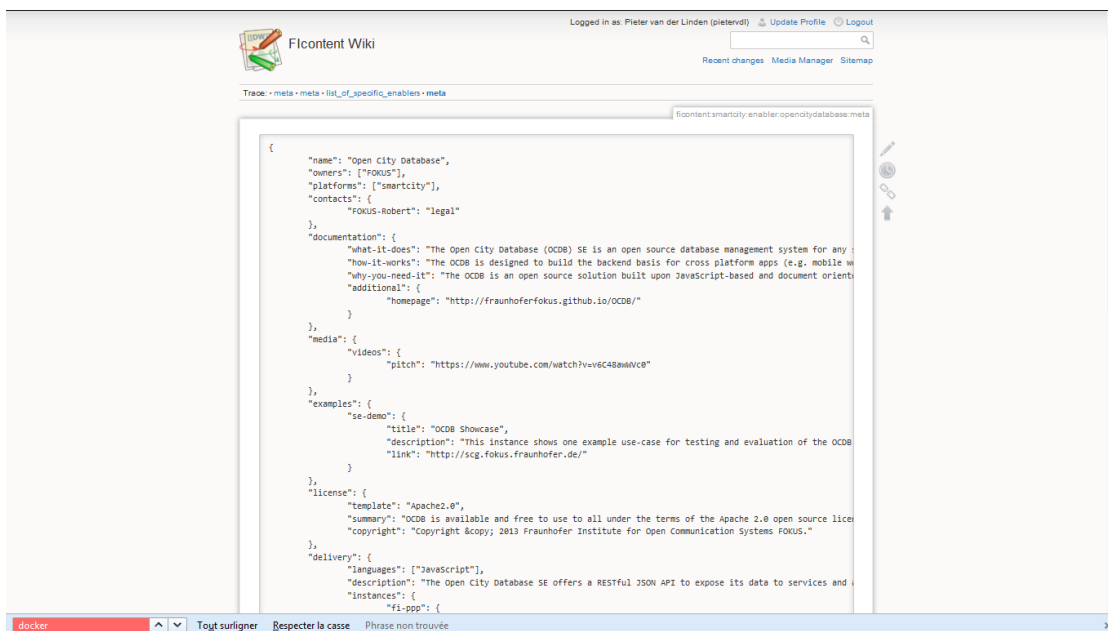 Logged in as: Pieter van der Linden (pietervdl) Update Profile Logout
FIcontent Wiki
Recent changes Media Manager Sitemap
Trace: • meta • meta • list_of_specific_enablers • meta
ficontent:smartcity:enabler:opencitydatabase:meta
{
"name": "Open City Database",
"owners": ["FOKUS"],
"platforms": ["smartcity"],
"contacts": {
"FOKUS-Robert": "legal"
},
"documentation": {
"what-it-does": "The Open City Database (OCDB) SE is an open source database management system for any
"how-it-works": "The OCDB is designed to build the backend basis for cross platform apps (e.g. mobile
"why-you-need-it": "The OCDB is an open source solution built upon JavaScript-based and document
"additional": {
"homepage": "http://fraunhoferfokus.github.io/OCDB/"
}
},
"media": {
"videos": {
"pitch": "https://www.youtube.com/watch?v=v6C48awWVc0"
}
},
"examples": {
"se-demo": {
"title": "OCDB Showcase",
"description": "This instance shows one example use-case for testing and evaluation of the OCDB
"link": "http://scg.fokus.fraunhofer.de/"
}
},
"license": {
"template": "Apache2.0",
"summary": "OCDB is available and free to use to all under the terms of the Apache 2.0 open source
"copyright": "Copyright &copy; 2013 Fraunhofer Institute for Open Communication Systems FOKUS."
},
"delivery": {
"languages": ["JavaScript"],
"description": "The Open City Database SE offers a RESTful JSON API to expose its data to services and
"instances": {
"fi-ppp": {
docker Tout surligner Respecter la casse Phrase non trouvée